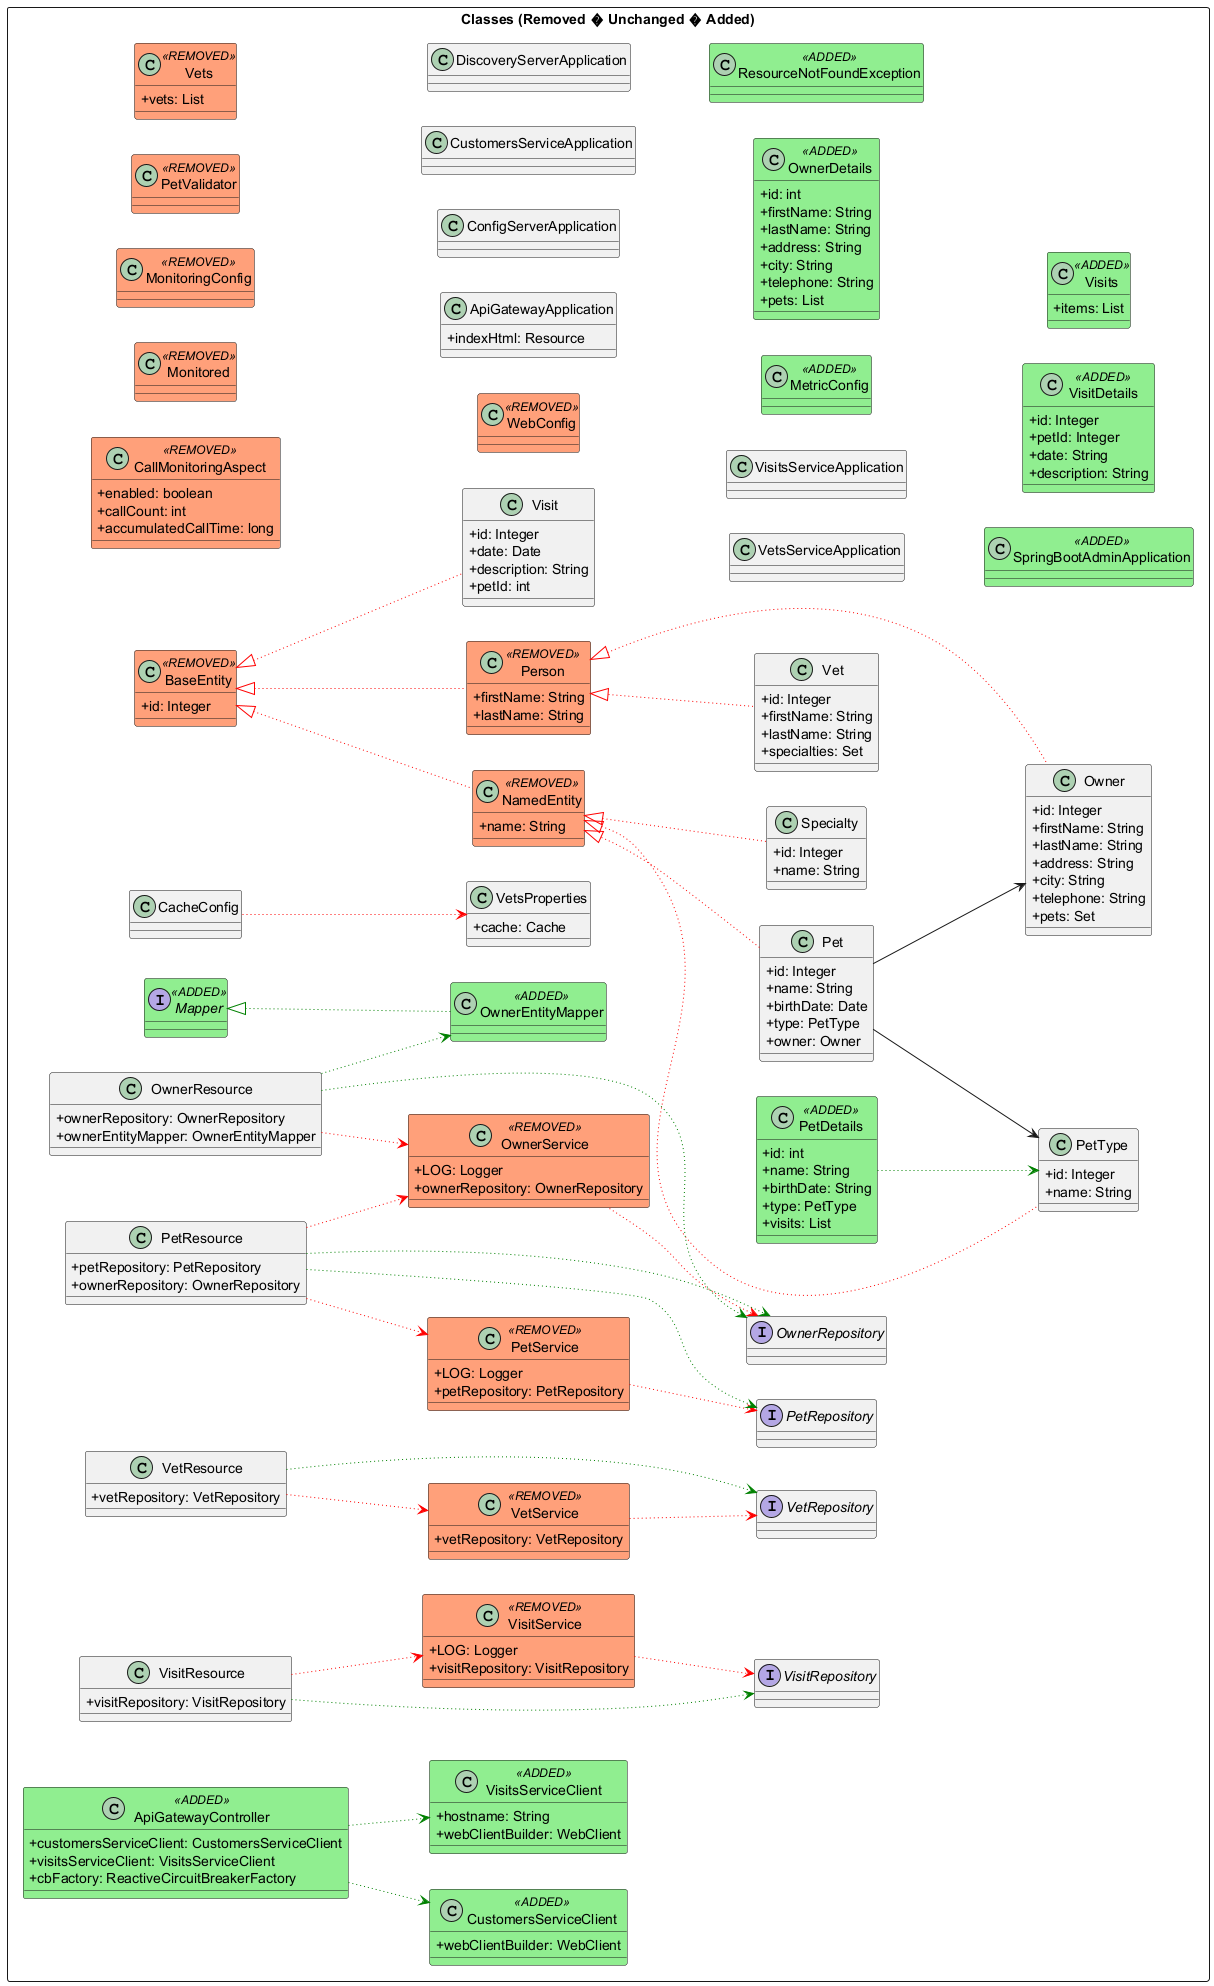 Classes (Removed � Unchanged � Added)
C
«REMOVED»
Vets
+vets: List
C
«REMOVED»
PetValidator
C
«REMOVED»
MonitoringConfig
C
«REMOVED»
Monitored
C
«REMOVED»
CallMonitoringAspect
+enabled: boolean
+callCount: int
+accumulatedCallTime: long
C
DiscoveryServerApplication
C
CustomersServiceApplication
C
ConfigServerApplication
C
ApiGatewayApplication
+indexHtml: Resource
C
«REMOVED»
WebConfig
C
Visit
+id: Integer
+date: Date
+description: String
+petId: int
C
«ADDED»
ResourceNotFoundException
C
«ADDED»
OwnerDetails
+id: int
+firstName: String
+lastName: String
+address: String
+city: String
+telephone: String
+pets: List
C
«ADDED»
MetricConfig
C
VisitsServiceApplication
C
VetsServiceApplication
C
«ADDED»
Visits
+items: List
C
«ADDED»
VisitDetails
+id: Integer
+petId: Integer
+date: String
+description: String
C
«ADDED»
SpringBootAdminApplication
C
«REMOVED»
BaseEntity
+id: Integer
C
«REMOVED»
Person
+firstName: String
+lastName: String
C
Vet
+id: Integer
+firstName: String
+lastName: String
+specialties: Set
C
«REMOVED»
NamedEntity
+name: String
C
Specialty
+id: Integer
+name: String
C
Owner
+id: Integer
+firstName: String
+lastName: String
+address: String
+city: String
+telephone: String
+pets: Set
C
CacheConfig
C
VetsProperties
+cache: Cache
C
Pet
+id: Integer
+name: String
+birthDate: Date
+type: PetType
+owner: Owner
I
«ADDED»
Mapper
C
«ADDED»
OwnerEntityMapper
C
OwnerResource
+ownerRepository: OwnerRepository
+ownerEntityMapper: OwnerEntityMapper
C
«REMOVED»
OwnerService
+LOG: Logger
+ownerRepository: OwnerRepository
C
«ADDED»
PetDetails
+id: int
+name: String
+birthDate: String
+type: PetType
+visits: List
C
PetType
+id: Integer
+name: String
C
PetResource
+petRepository: PetRepository
+ownerRepository: OwnerRepository
C
«REMOVED»
PetService
+LOG: Logger
+petRepository: PetRepository
I
OwnerRepository
I
PetRepository
C
VetResource
+vetRepository: VetRepository
C
«REMOVED»
VetService
+vetRepository: VetRepository
I
VetRepository
C
VisitResource
+visitRepository: VisitRepository
C
«REMOVED»
VisitService
+LOG: Logger
+visitRepository: VisitRepository
I
VisitRepository
C
«ADDED»
ApiGatewayController
+customersServiceClient: CustomersServiceClient
+visitsServiceClient: VisitsServiceClient
+cbFactory: ReactiveCircuitBreakerFactory
C
«ADDED»
VisitsServiceClient
+hostname: String
+webClientBuilder: WebClient
C
«ADDED»
CustomersServiceClient
+webClientBuilder: WebClient